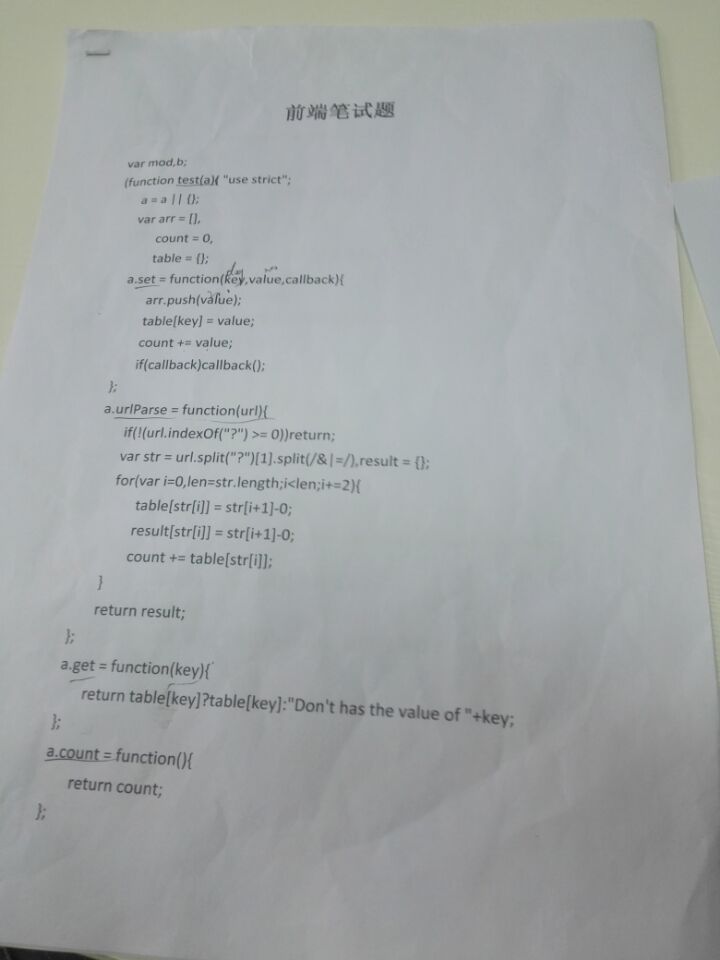 前端笔试题
var mod,b;
(function test(a){ "use strict";
a = a || {};
var arr = [],
count = 0,
table = {};
a.set = function(key,value,callback){
arr.push(value);
table[key] = value;
count += value;
if(callback)callback();
};
a.urlParse = function(url){
if(!(url.indexOf("?") >= 0))return;
var str = url.split("?")[1].split(/&|=/),result = {};
for(var i=0,len=str.length;i<len;i+=2){
table[str[i]] = str[i+1]-0;
result[str[i]] = str[i+1]-0;
count += table[str[i]];
}
return result;
};
a.get = function(key){
return table[key]?table[key]:"Don't has the value of "+key;
};
a.count = function(){
return count;
};